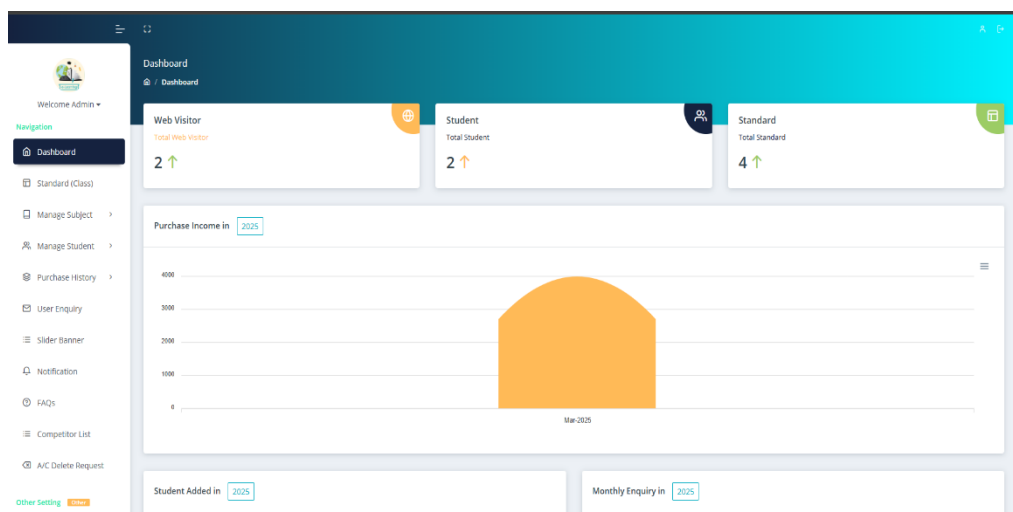 Dashboard
/ Dashboard
Welcome Admin
Navigation
Dashboard
Standard (Class)
Manage Subject
Manage Student
Purchase History
User Enquiry
Slider Banner
Notification
FAQs
Competitor List
A/C Delete Request
Other Setting Other
Web Visitor
Total Web Visitor
2
Student
Total Student
2
Standard
Total Standard
4
Purchase Income in 2025
4000
3000
2000
1000
0
Mar-2025
Student Added in 2025
Monthly Enquiry in 2025